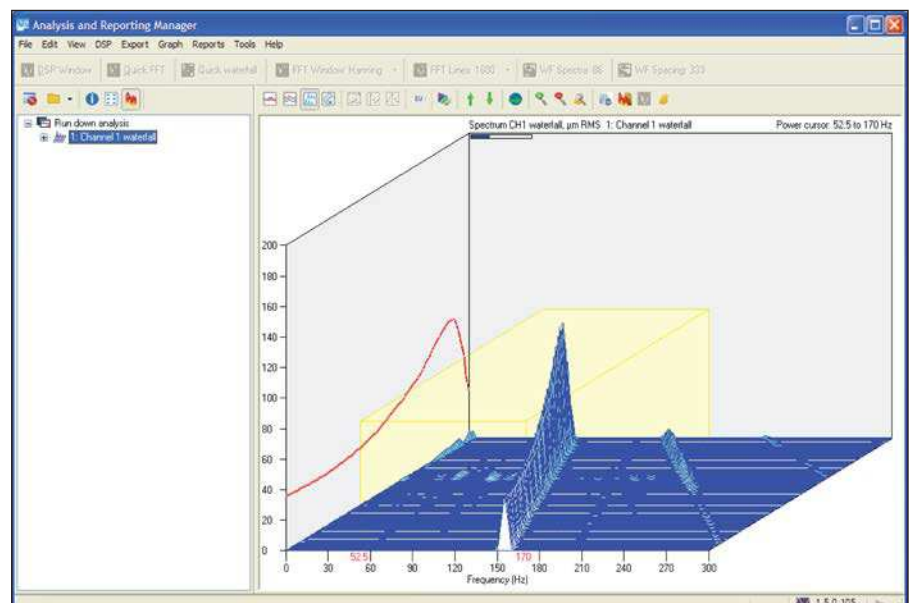 Analysis and Reporting Manager
File Edit View DSP Export Graph Reports Tools Help
DSP Window Quick FFT Quick waterfall FFT Window Hanning FFT Lines 1600 WF Spectra 86 WF Spacing 333
Run down analysis
1: Channel 1 waterfall
Spectrum CH1 waterfall, µm RMS 1: Channel 1 waterfall
Power cursor: 52.5 to 170 Hz
200
180
160
140
120
100
80
60
40
20
0
52.5 170
0 30 60 90 120 150 180 210 240 270 300
Frequency (Hz)
1.5.0.105